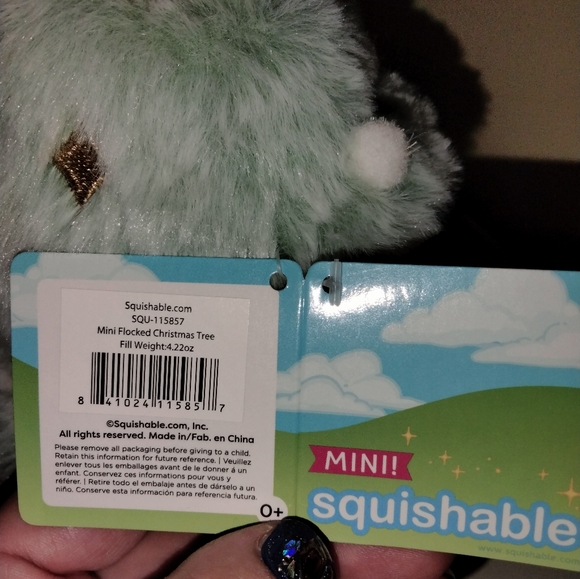 Squishable.com
SQU-115857
Mini Flocked Christmas Tree
Fill Weight:4.22oz
8 41024 11585 7
©Squishable.com, Inc.
All rights reserved. Made in/Fab. en China
Please remove all packaging before giving to a child.
Retain this information for future reference. | Veuillez
enlever tous les emballages avant de le donner á un
enfant. Conservez ces informations pour vous y
référer. | Retire todo el embalaje antes de dárselo a un
niño. Conserve esta información para referencia futura.
0+
MINI!
squishable
www.squishable.com